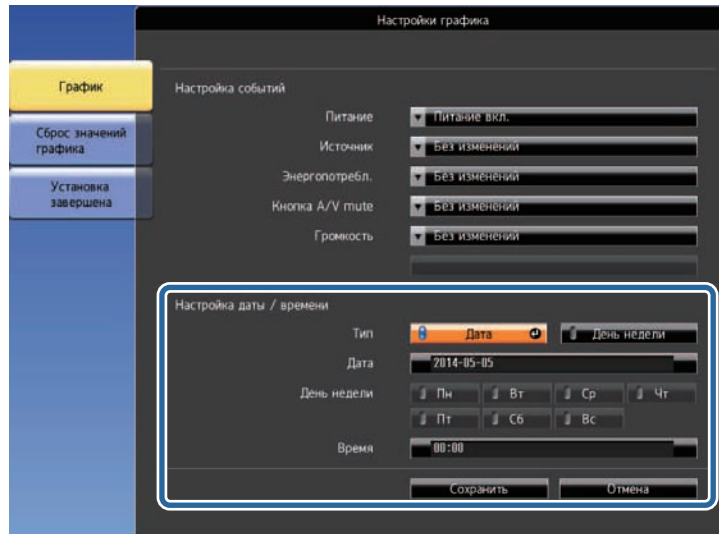 Настройки графика
График
Сброс значений
графика
Установка
завершена
Настройка событий
Питание Питание вкл.
Источник Без изменений
Энергопотребл. Без изменений
Кнопка A/V mute Без изменений
Громкость Без изменений
Настройка даты / времени
Тип Дата День недели
Дата 2014-05-05
День недели Пн Вт Ср Чт
Пт Сб Вс
Время 00:00
Сохранить Отмена